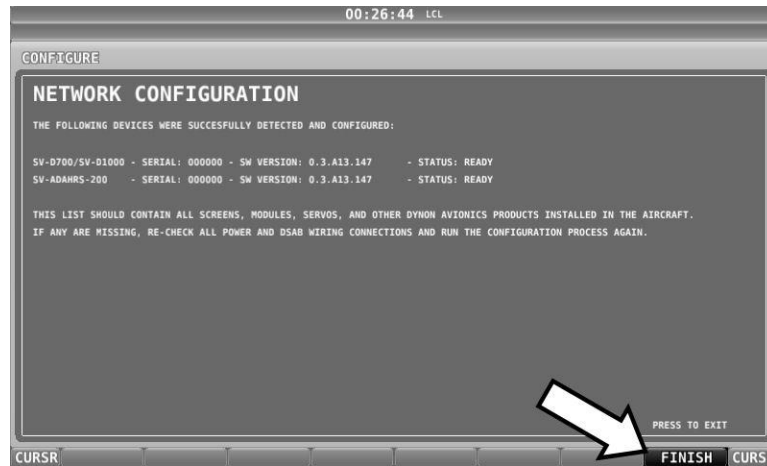 00:26:44 LCL
CONFIGURE
NETWORK CONFIGURATION
THE FOLLOWING DEVICES WERE SUCCESFULLY DETECTED AND CONFIGURED:
SV-D700/SV-D1000 - SERIAL: 000000 - SW VERSION: 0.3.A13.147 - STATUS: READY
SV-ADAHRS-200 - SERIAL: 000000 - SW VERSION: 0.3.A13.147 - STATUS: READY
THIS LIST SHOULD CONTAIN ALL SCREENS, MODULES, SERVOS, AND OTHER DYNON AVIONICS PRODUCTS INSTALLED IN THE AIRCRAFT.
IF ANY ARE MISSING, RE-CHECK ALL POWER AND DSAB WIRING CONNECTIONS AND RUN THE CONFIGURATION PROCESS AGAIN.
PRESS TO EXIT
CURSR FINISH CURS